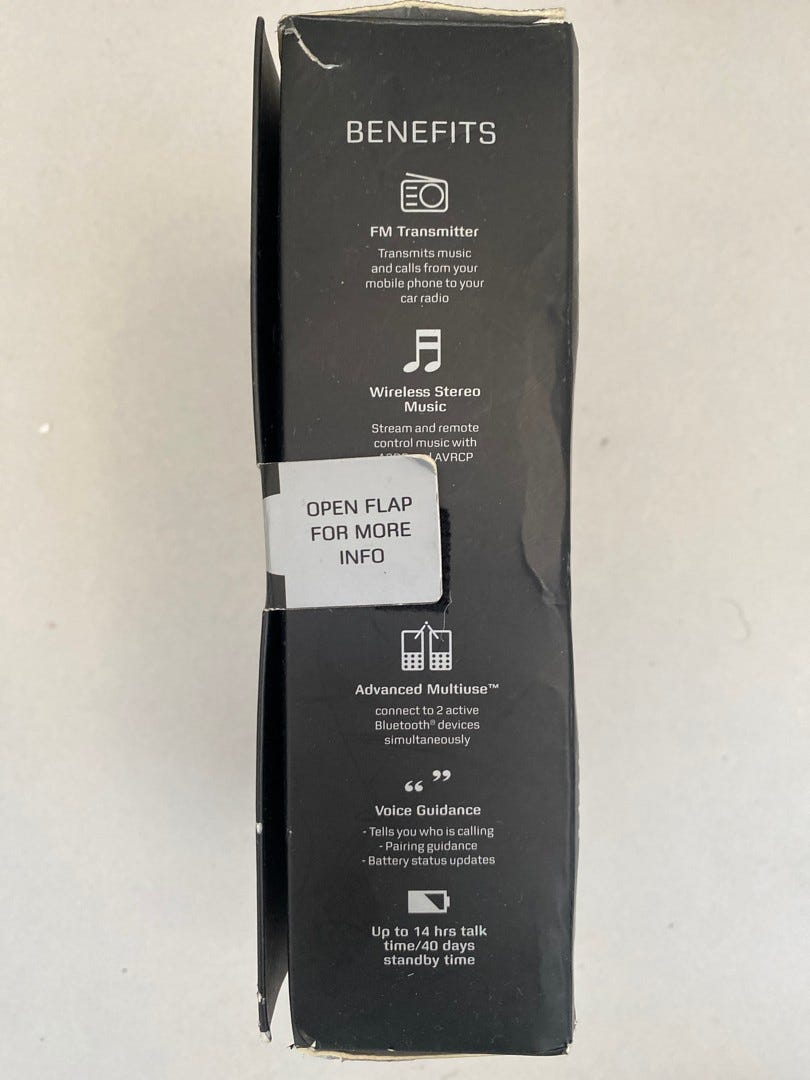 BENEFITS
FM Transmitter
Transmits music
and calls from your
mobile phone to your
car radio
Wireless Stereo
Music
Stream and remote
control music with
AVRCP
OPEN FLAP
FOR MORE
INFO
Advanced Multiuse™
connect to 2 active
Bluetooth® devices
simultaneously
“ ”
Voice Guidance
- Tells you who is calling
- Pairing guidance
- Battery status updates
Up to 14 hrs talk
time/40 days
standby time